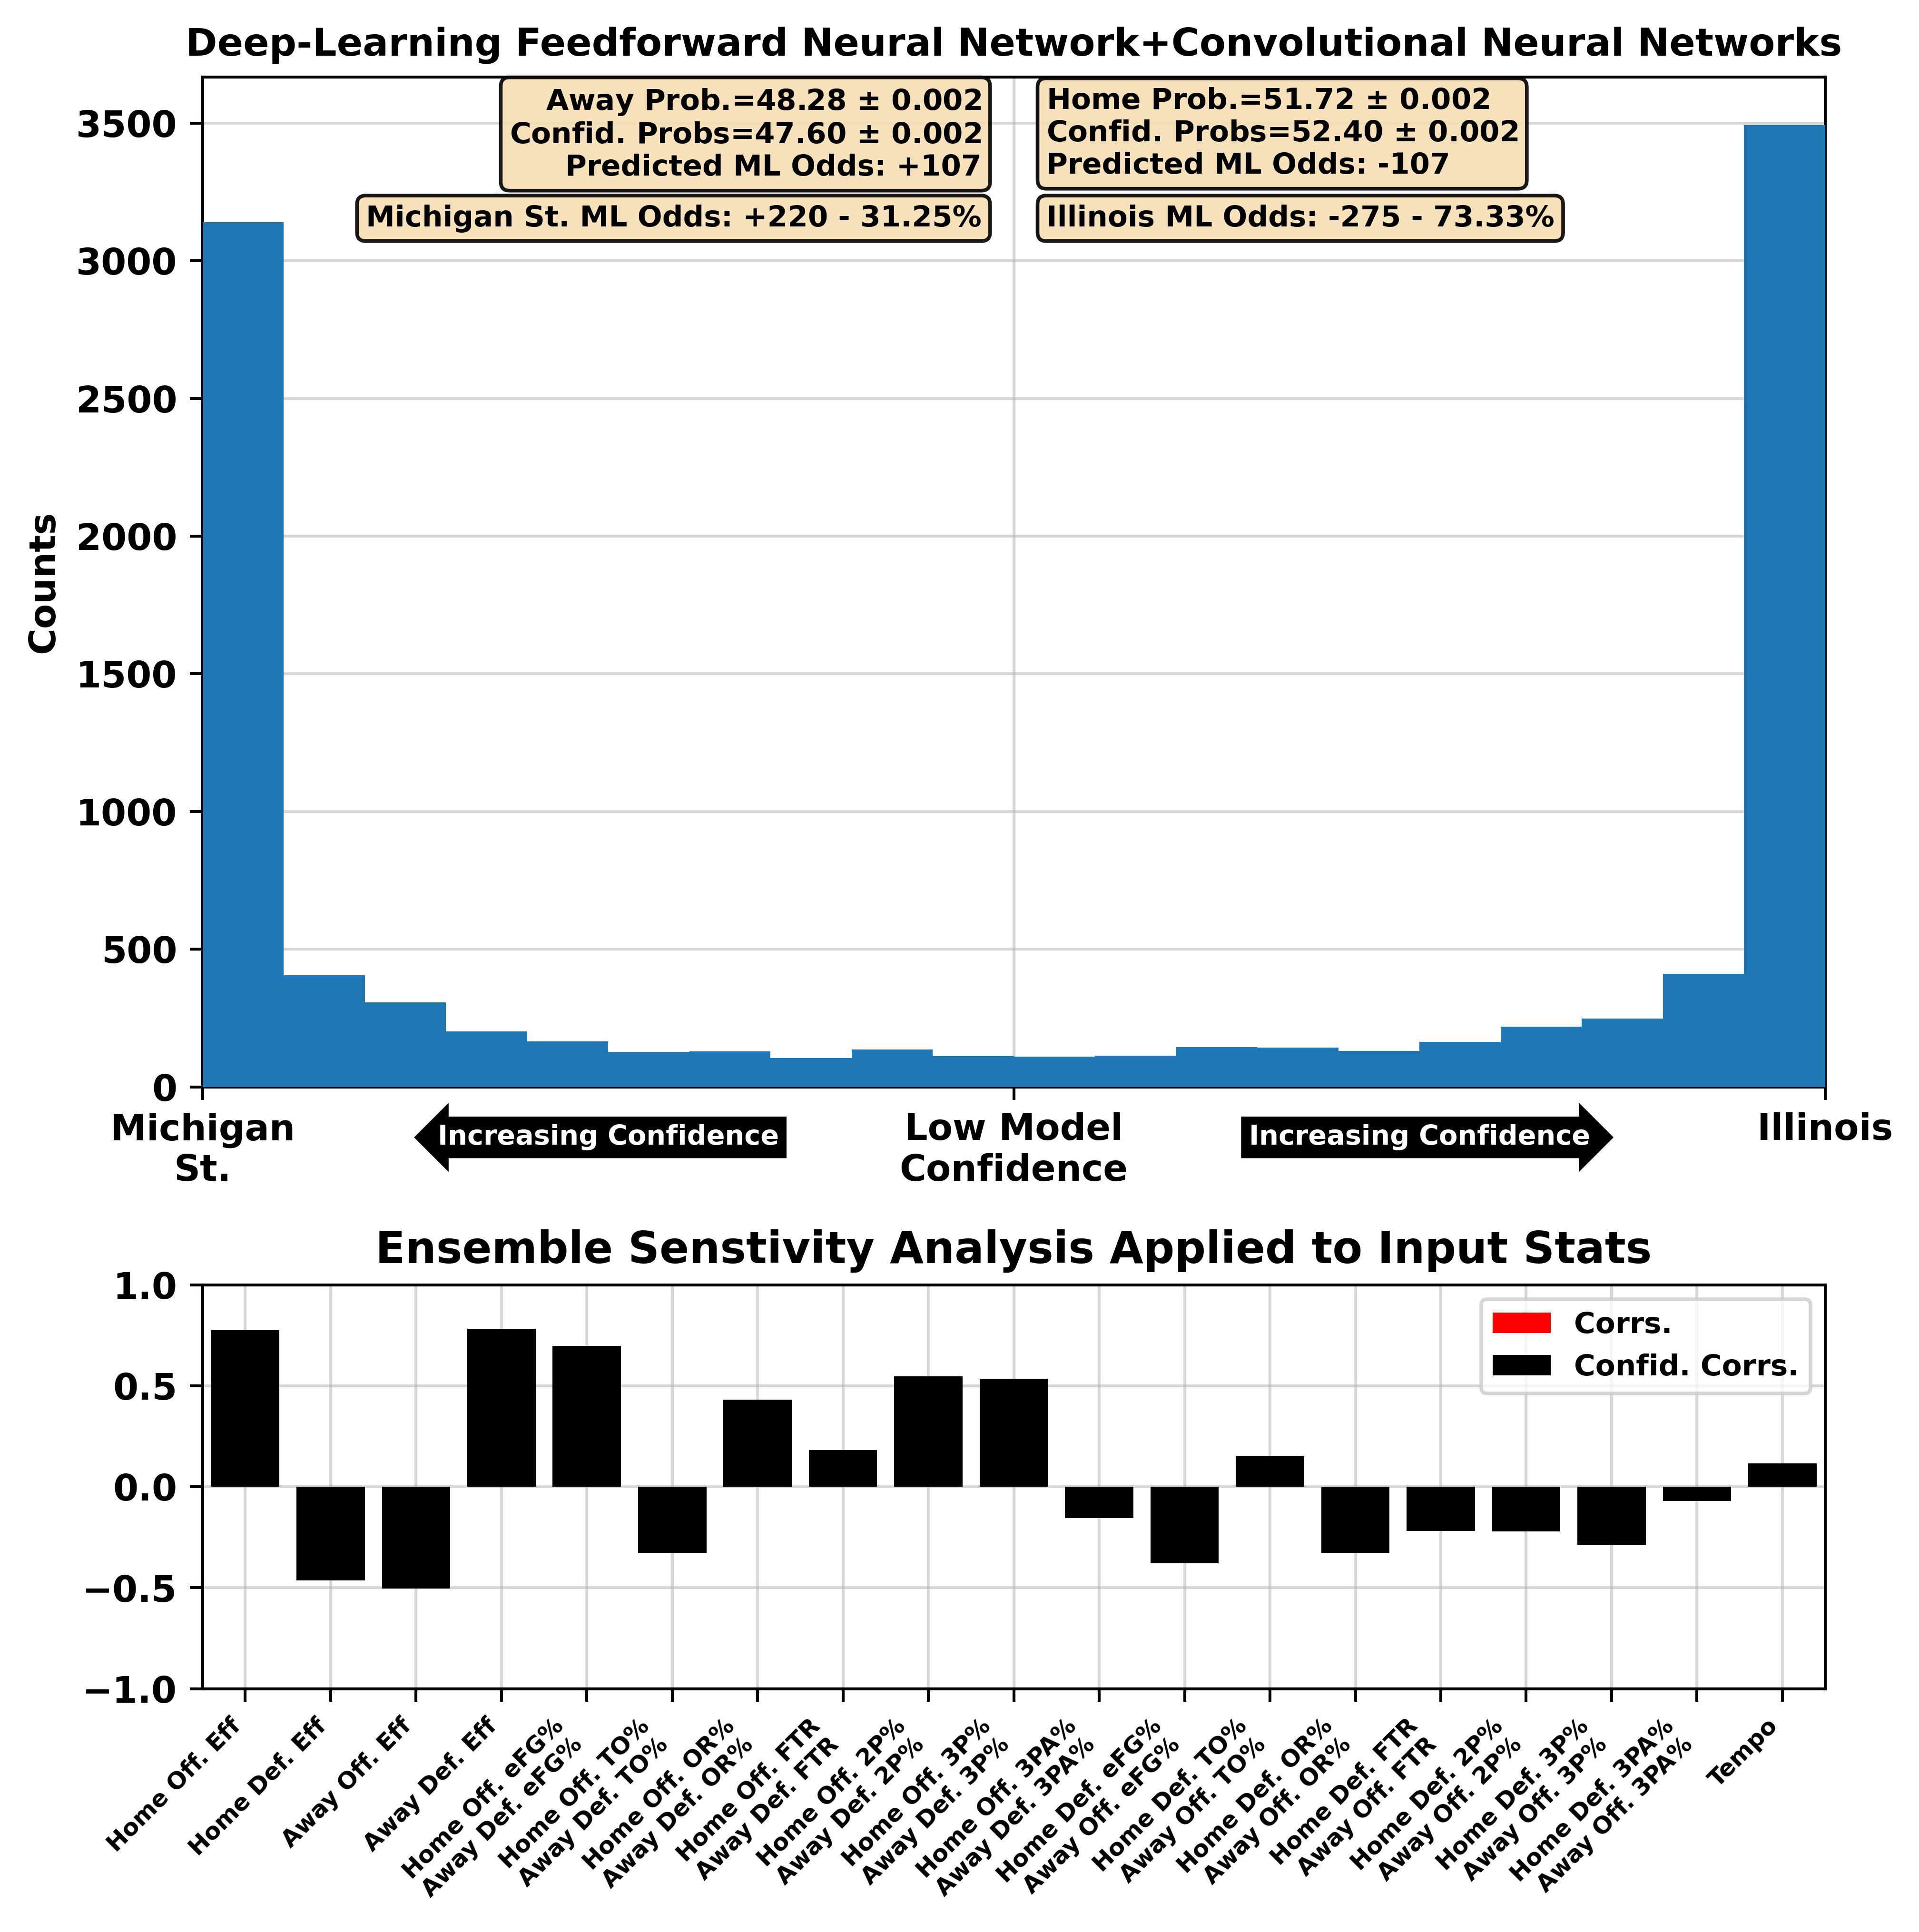 Deep-Learning Feedforward Neural Network+Convolutional Neural Networks
Away Prob.=48.28 ± 0.002
Confid. Probs=47.60 ± 0.002
Predicted ML Odds: +107
Michigan St. ML Odds: +220 - 31.25%
Home Prob.=51.72 ± 0.002
Confid. Probs=52.40 ± 0.002
Predicted ML Odds: -107
Illinois ML Odds: -275 - 73.33%
Counts
3500
3000
2500
2000
1500
1000
500
0
Michigan
St.
Increasing Confidence
Low Model
Confidence
Increasing Confidence
Illinois
Ensemble Senstivity Analysis Applied to Input Stats
1.0
0.5
0.0
−0.5
−1.0
Corrs.
Confid. Corrs.
Home Off. Eff
Home Def. Eff
Away Off. Eff
Away Def. Eff
Home Off. eFG%
Away Def. eFG%
Home Off. TO%
Away Def. TO%
Home Off. OR%
Away Def. OR%
Home Off. FTR
Away Def. FTR
Home Off. 2P%
Away Def. 2P%
Home Off. 3P%
Away Def. 3P%
Home Off. 3PA%
Away Def. 3PA%
Home Def. eFG%
Away Off. eFG%
Home Def. TO%
Away Off. TO%
Home Def. OR%
Away Off. OR%
Home Def. FTR
Away Off. FTR
Home Def. 2P%
Away Off. 2P%
Home Def. 3P%
Away Off. 3P%
Home Def. 3PA%
Away Off. 3PA%
Tempo